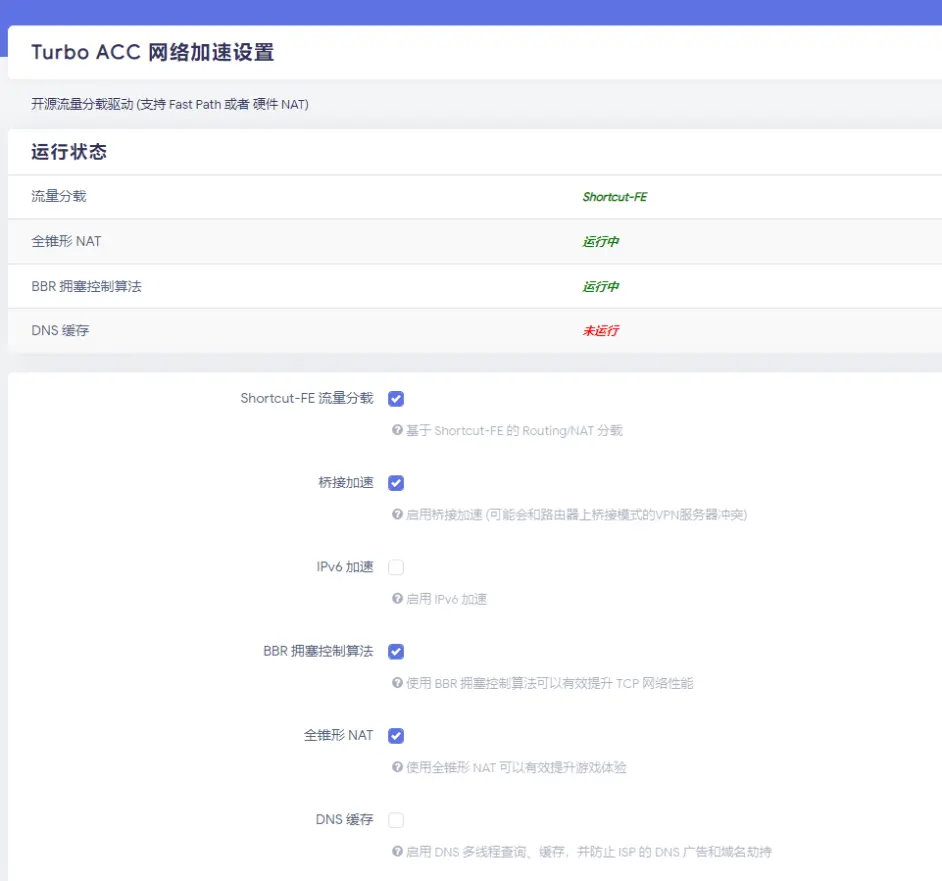 Turbo ACC 网络加速设置
开源流量分载驱动 (支持 Fast Path 或者 硬件 NAT)
运行状态
流量分载 Shortcut-FE
全锥形 NAT 运行中
BBR 拥塞控制算法 运行中
DNS 缓存 未运行
Shortcut-FE 流量分载
基于 Shortcut-FE 的 Routing/NAT 分载
桥接加速
启用桥接加速 (可能会和路由器上桥接模式的VPN服务器冲突)
IPv6 加速
启用 IPv6 加速
BBR 拥塞控制算法
使用 BBR 拥塞控制算法可以有效提升 TCP 网络性能
全锥形 NAT
使用全锥形 NAT 可以有效提升游戏体验
DNS 缓存
启用 DNS 多线程查询、缓存，并防止 ISP 的 DNS 广告和域名劫持